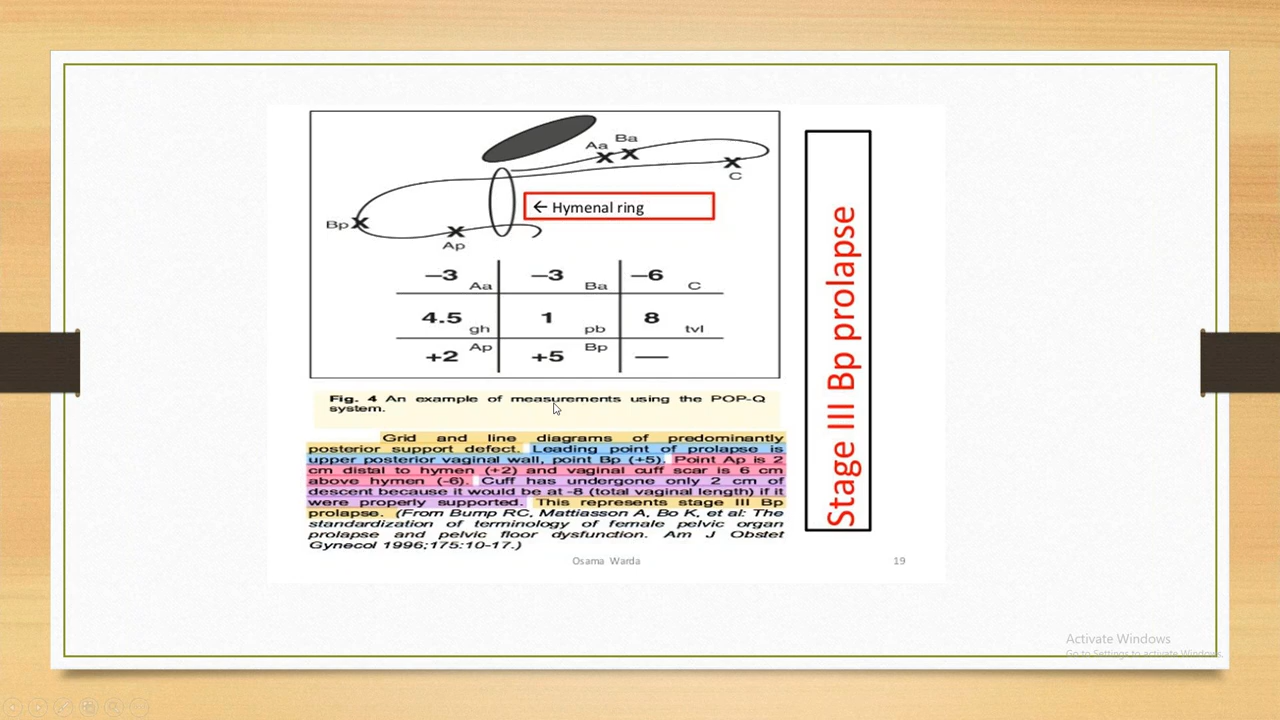 Aa Ba
C
Bp
Ap
← Hymenal ring
–3 Aa –3 Ba –6 C
4.5 gh 1 pb 8 tvl
+2 Ap +5 Bp —
Fig. 4 An example of measurements using the POP-Q
system.
Grid and line diagrams of predominantly
posterior support defect. Leading point of prolapse is
upper posterior vaginal wall, point Bp (+5). Point Ap is 2
cm distal to hymen (+2) and vaginal cuff scar is 6 cm
above hymen (-6). Cuff has undergone only 2 cm of
descent because it would be at -8 (total vaginal length) if it
were properly supported. This represents stage III Bp
prolapse. (From Bump RC, Mattiasson A, Bo K, et al: The
standardization of terminology of female pelvic organ
prolapse and pelvic floor dysfunction. Am J Obstet
Gynecol 1996;175:10-17.)
Stage III Bp prolapse
Osama Warda 19
Activate Windows
Go to Settings to activate Windows.